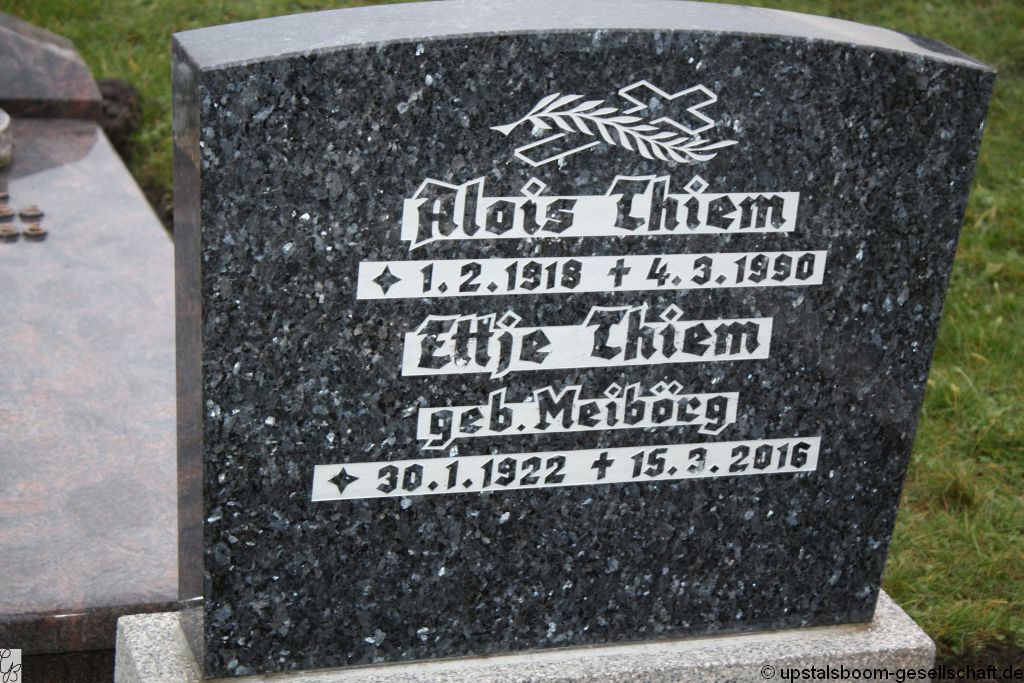 Alois Thiem
✦ 1.2.1918 ✝ 4.3.1990
Ettje Thiem
geb. Meibörg
✦ 30.1.1922 ✝ 15.3.2016
© upstalsboom-gesellschaft.de